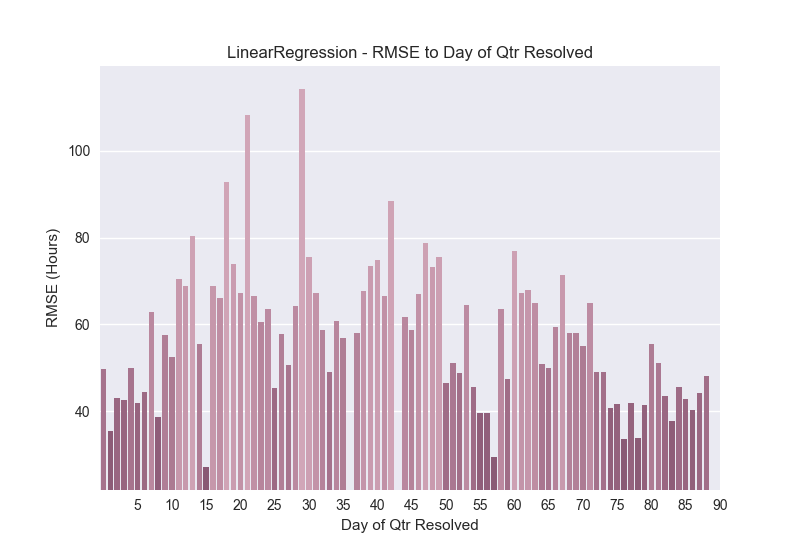 LinearRegression - RMSE to Day of Qtr Resolved
100
80
60
40
RMSE (Hours)
5 10 15 20 25 30 35 40 45 50 55 60 65 70 75 80 85 90
Day of Qtr Resolved